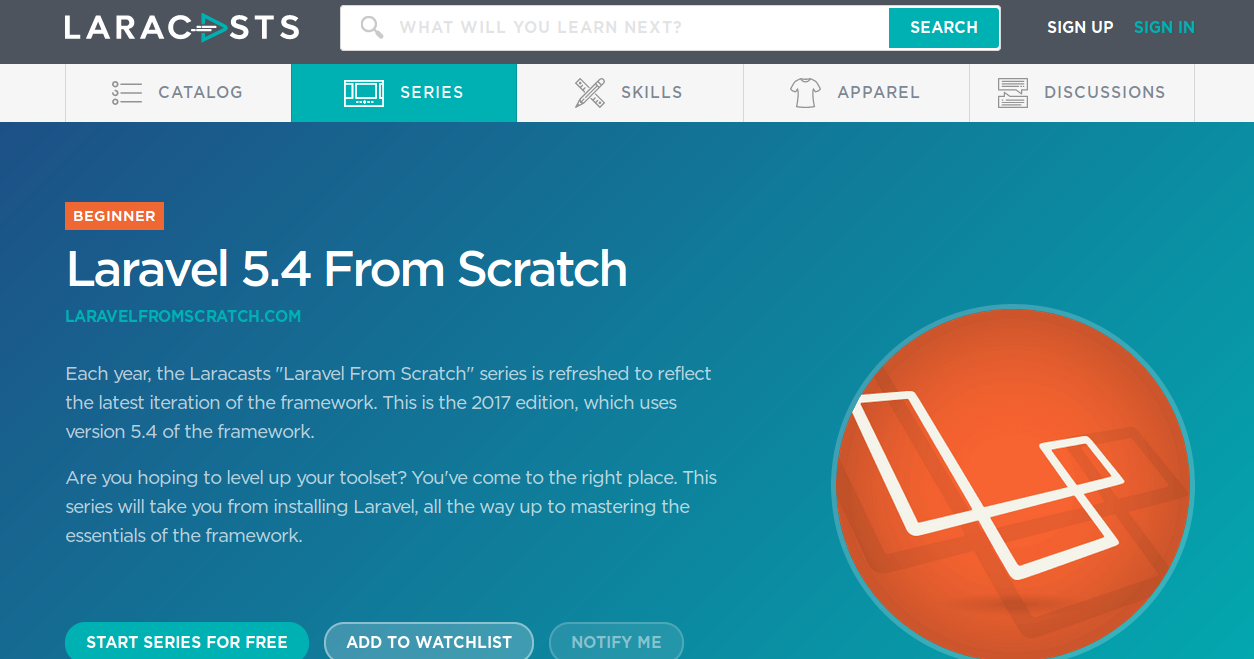 LARACASTS
WHAT WILL YOU LEARN NEXT?
SEARCH
SIGN UP
SIGN IN
CATALOG
SERIES
SKILLS
APPAREL
DISCUSSIONS
BEGINNER
Laravel 5.4 From Scratch
LARAVELFROMSCRATCH.COM
Each year, the Laracasts "Laravel From Scratch" series is refreshed to reflect
the latest iteration of the framework. This is the 2017 edition, which uses
version 5.4 of the framework.
Are you hoping to level up your toolset? You've come to the right place. This
series will take you from installing Laravel, all the way up to mastering the
essentials of the framework.
START SERIES FOR FREE
ADD TO WATCHLIST
NOTIFY ME